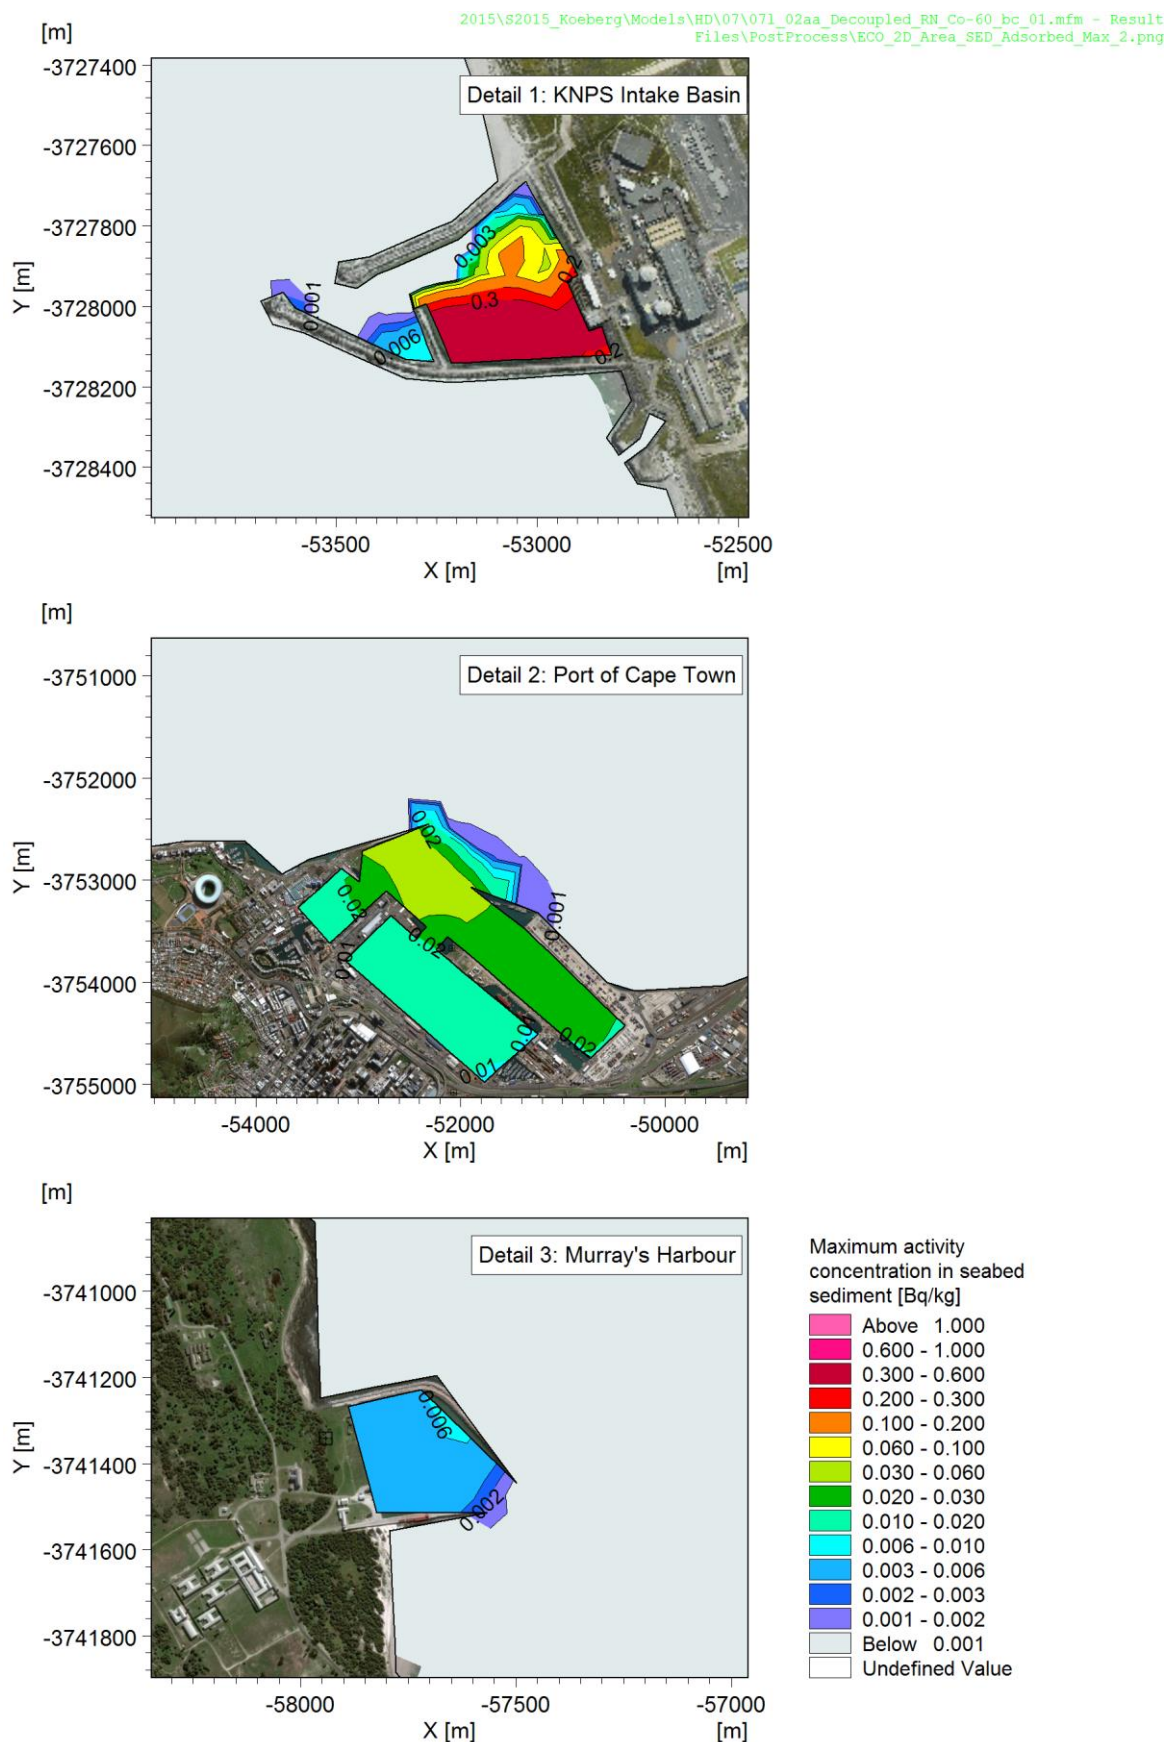 2015\S2015_Koeberg\Models\HD\07\07l_02aa_Decoupled_RN_Co-60_bc_01.mfm - Result
Files\PostProcess\ECO_2D_Area_SED_Adsorbed_Max_2.png
[m]
-3727400
Detail 1: KNPS Intake Basin
-3727600
-3727800
0.003
0.2
Y [m]
-3728000
0.001
0.3
0.006
0.2
-3728200
-3728400
-53500
-53000
-52500
X [m]
[m]
[m]
Detail 2: Port of Cape Town
-3751000
-3752000
0.02
Y [m]
-3753000
0.02
0.001
0.02
0.01
-3754000
0.01
0.02
0.01
-3755000
-54000
-52000
-50000
X [m]
[m]
[m]
Detail 3: Murray's Harbour
-3741000
-3741200
0.006
Y [m]
-3741400
0.002
-3741600
-3741800
-58000
-57500
-57000
X [m]
[m]
Maximum activity
concentration in seabed
sediment [Bq/kg]
Above 1.000
0.600 - 1.000
0.300 - 0.600
0.200 - 0.300
0.100 - 0.200
0.060 - 0.100
0.030 - 0.060
0.020 - 0.030
0.010 - 0.020
0.006 - 0.010
0.003 - 0.006
0.002 - 0.003
0.001 - 0.002
Below 0.001
Undefined Value